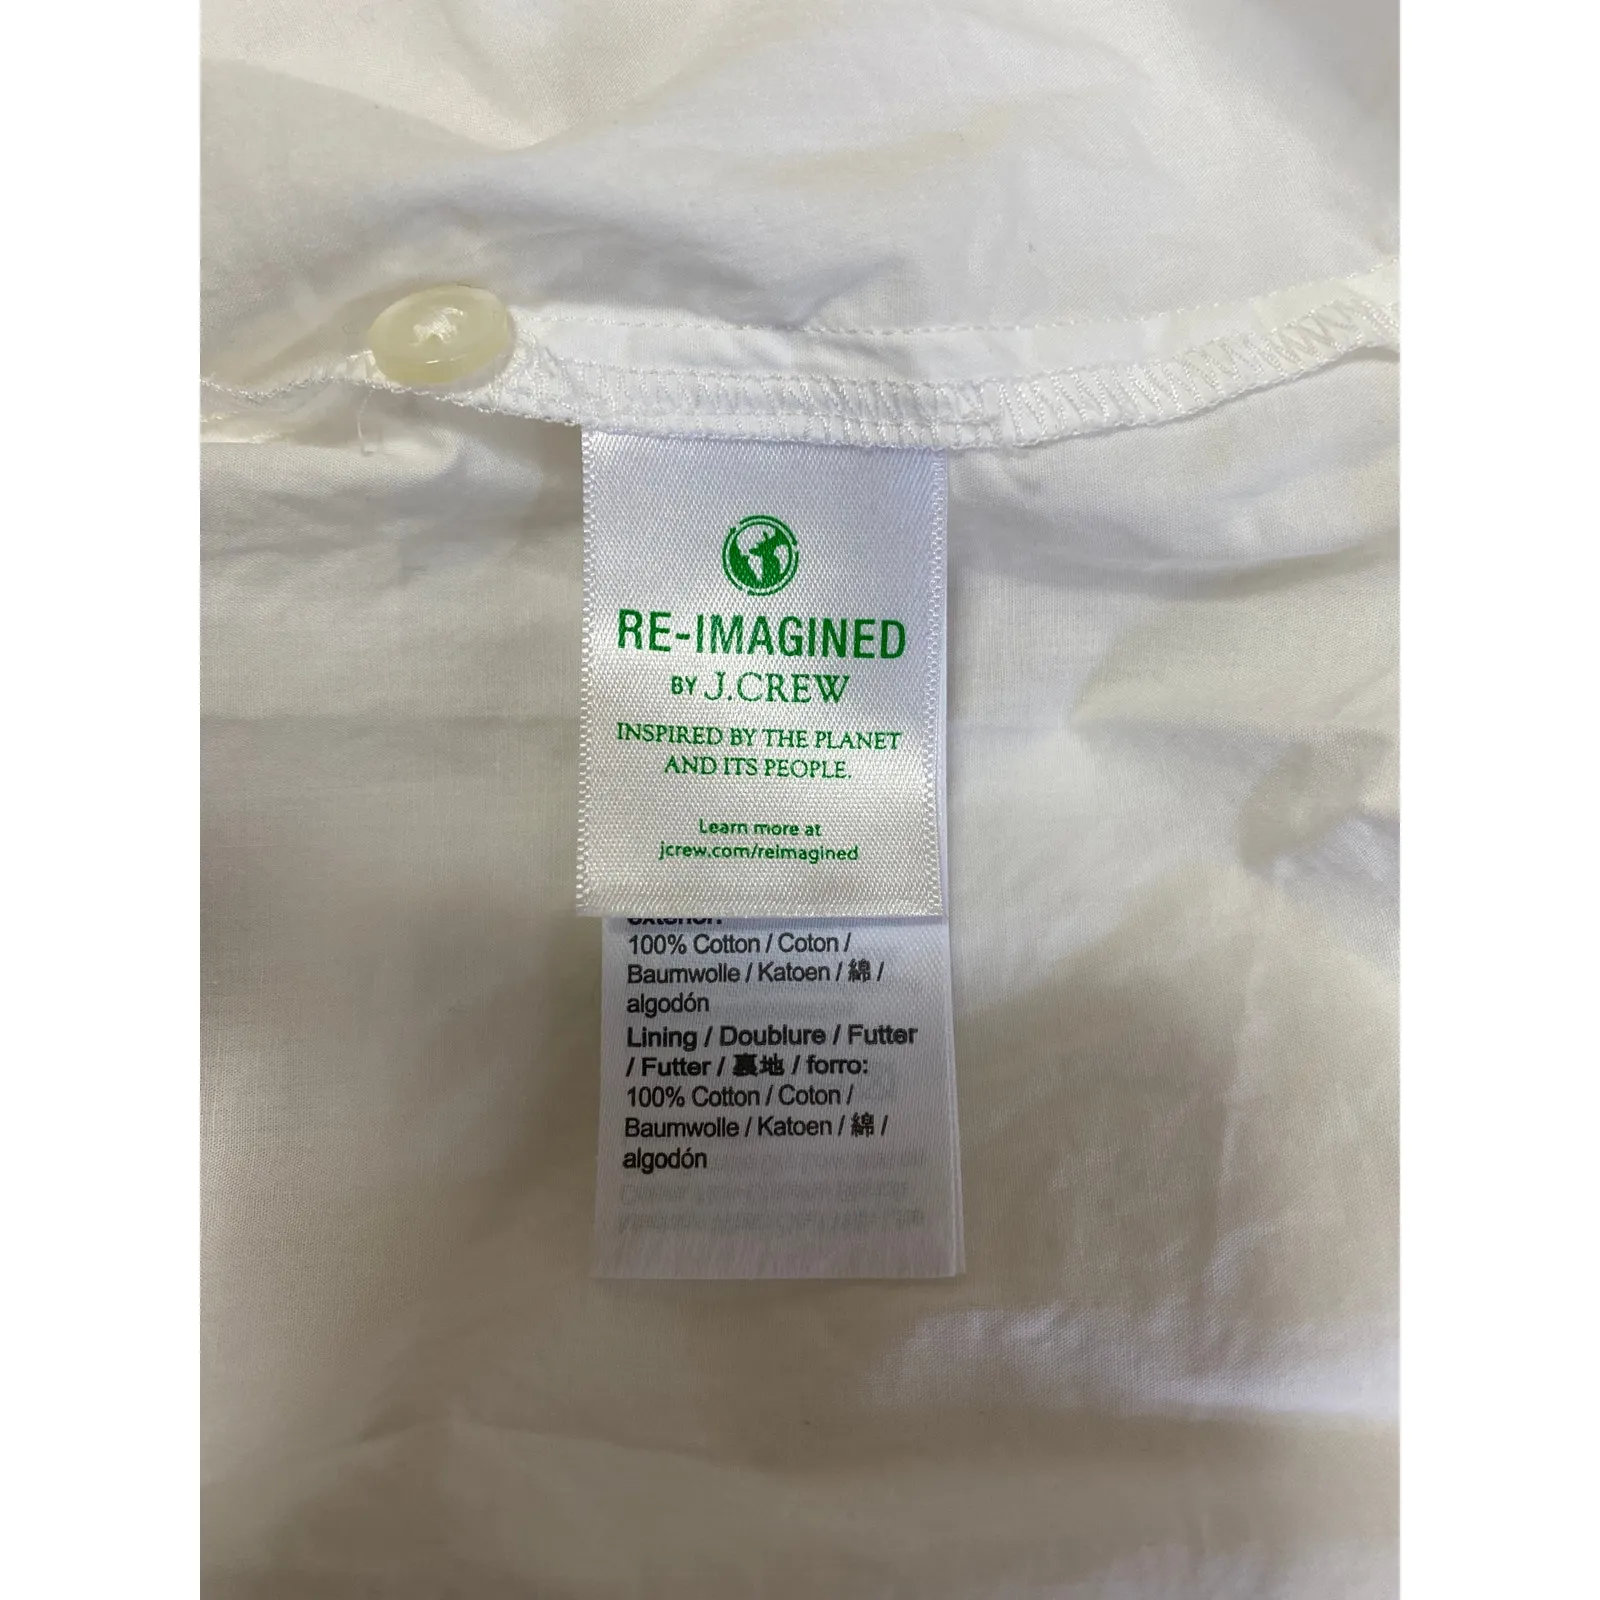 RE-IMAGINED
BY J.CREW
INSPIRED BY THE PLANET
AND ITS PEOPLE.
Learn more at
jcrew.com/reimagined
exterior:
100% Cotton / Coton /
Baumwolle / Katoen / 綿 /
algodón
Lining / Doublure / Futter
/ Futter / 裏地 / forro:
100% Cotton / Coton /
Baumwolle / Katoen / 綿 /
algodón